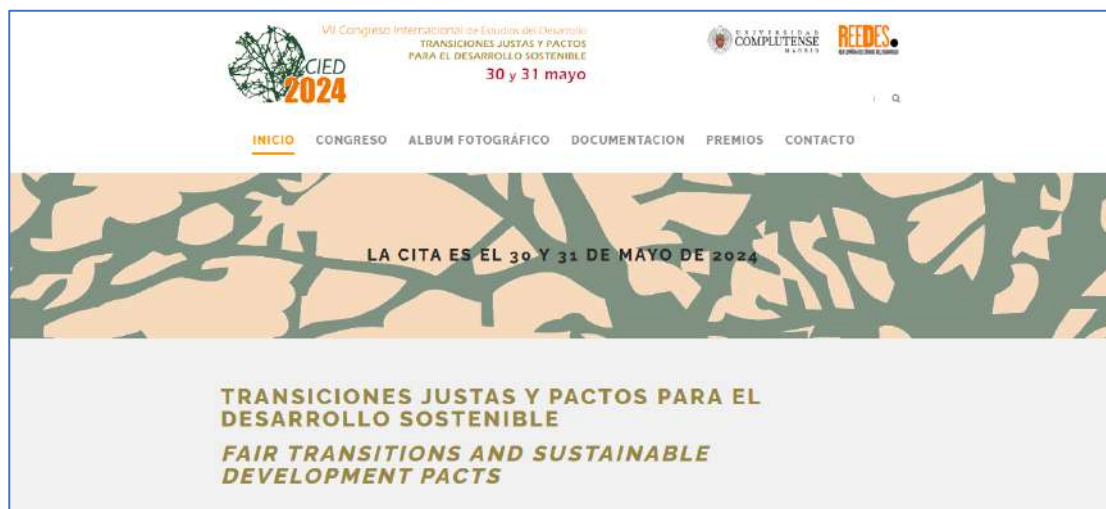 VII Congreso Internacional de Estudios del Desarrollo
TRANSICIONES JUSTAS Y PACTOS
PARA EL DESARROLLO SOSTENIBLE
30 y 31 mayo
CIED
2024
UNIVERSIDAD
COMPLUTENSE
MADRID
REEDES.
INICIO CONGRESO ALBUM FOTOGRÁFICO DOCUMENTACION PREMIOS CONTACTO
LA CITA ES EL 30 Y 31 DE MAYO DE 2024
TRANSICIONES JUSTAS Y PACTOS PARA EL
DESARROLLO SOSTENIBLE
FAIR TRANSITIONS AND SUSTAINABLE
DEVELOPMENT PACTS